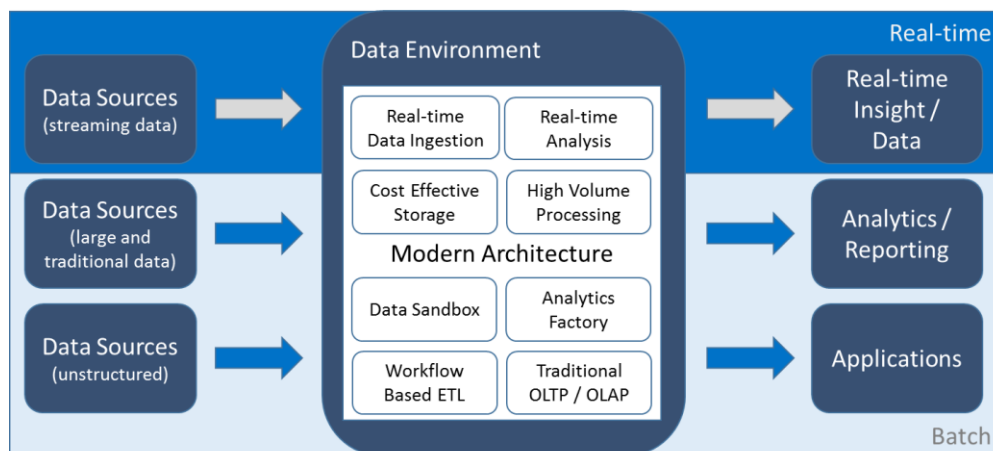 Real-time
Data Environment
Data Sources
(streaming data)
Real-time
Data Ingestion
Real-time
Analysis
Real-time
Insight /
Data
Data Sources
(large and
traditional data)
Cost Effective
Storage
High Volume
Processing
Analytics /
Reporting
Modern Architecture
Data Sources
(unstructured)
Data Sandbox
Analytics
Factory
Workflow
Based ETL
Traditional
OLTP / OLAP
Applications
Batch